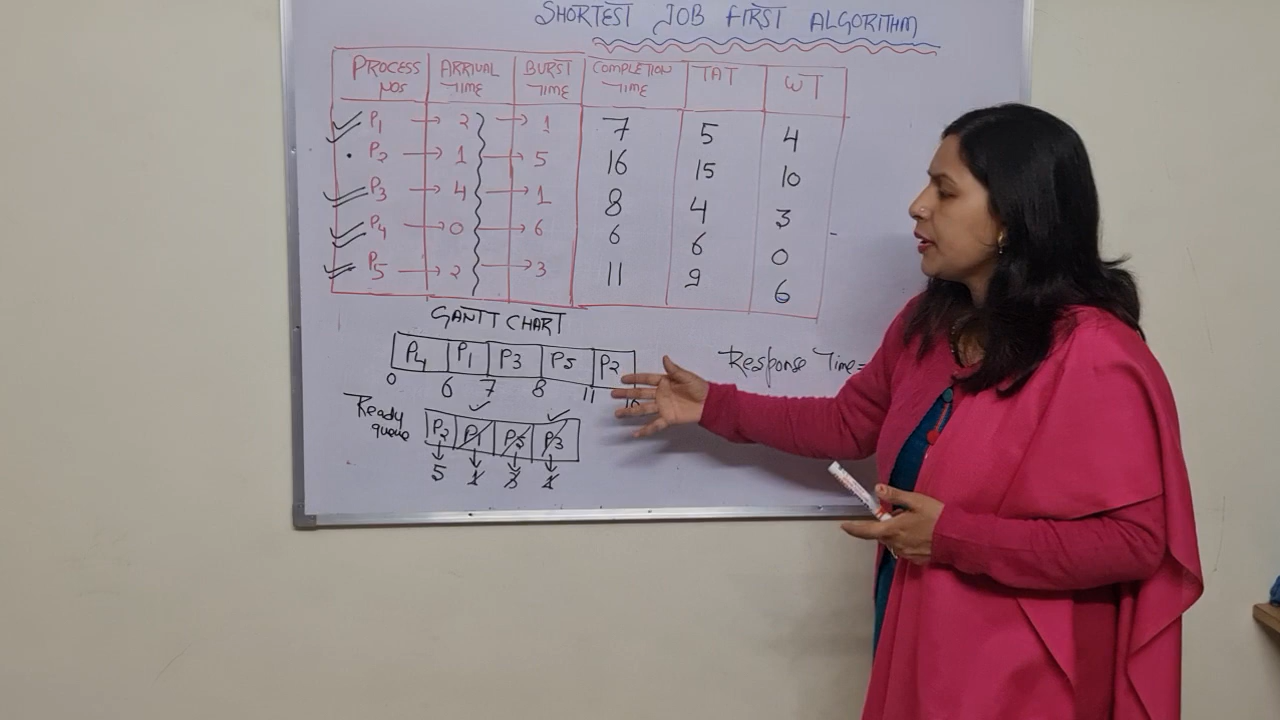 SHORTEST JOB FIRST ALGORITHM
PROCESS NOS ARRIVAL TIME BURST TIME COMPLETION TIME TAT WT
P1 → 2 → 1 7 5 4
P2 → 1 → 5 16 15 10
P3 → 4 → 1 8 4 3
P4 → 0 → 6 6 6 0
P5 → 2 → 3 11 9 6
GANTT CHART
P4 P1 P3 P5 P2
0 6 7 8 11
Response Time=
Ready queue
P2 P1 P5 P3
5 1 3 1